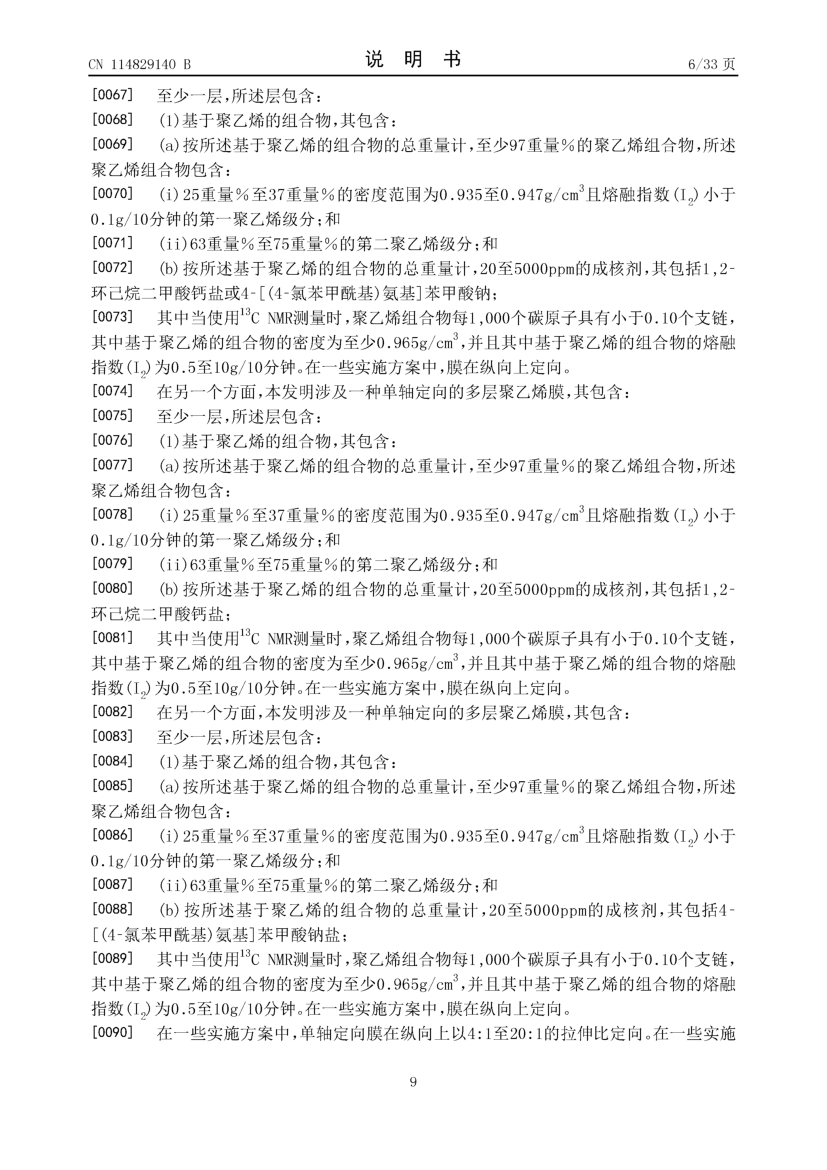 CN 114829140 B
说 明 书
6/33 页
[0067] 至少一层,所述层包含:
[0068] (1)基于聚乙烯的组合物,其包含:
[0069] (a)按所述基于聚乙烯的组合物的总重量计,至少97重量%的聚乙烯组合物,所述
聚乙烯组合物包含:
[0070] (i)25重量%至37重量%的密度范围为0.935至0.947g/cm³且熔融指数(I₂)小于
0.1g/10分钟的第一聚乙烯级分;和
[0071] (ii)63重量%至75重量%的第二聚乙烯级分;和
[0072] (b)按所述基于聚乙烯的组合物的总重量计,20至5000ppm的成核剂,其包括1,2-
环己烷二甲酸钙盐或4-[(4-氯苯甲酰基)氨基]苯甲酸钠;
[0073] 其中当使用¹³C NMR测量时,聚乙烯组合物每1,000个碳原子具有小于0.10个支链,
其中基于聚乙烯的组合物的密度为至少0.965g/cm³,并且其中基于聚乙烯的组合物的熔融
指数(I₂)为0.5至10g/10分钟。在一些实施方案中,膜在纵向上定向。
[0074] 在另一个方面,本发明涉及一种单轴定向的多层聚乙烯膜,其包含:
[0075] 至少一层,所述层包含:
[0076] (1)基于聚乙烯的组合物,其包含:
[0077] (a)按所述基于聚乙烯的组合物的总重量计,至少97重量%的聚乙烯组合物,所述
聚乙烯组合物包含:
[0078] (i)25重量%至37重量%的密度范围为0.935至0.947g/cm³且熔融指数(I₂)小于
0.1g/10分钟的第一聚乙烯级分;和
[0079] (ii)63重量%至75重量%的第二聚乙烯级分;和
[0080] (b)按所述基于聚乙烯的组合物的总重量计,20至5000ppm的成核剂,其包括1,2-
环己烷二甲酸钙盐;
[0081] 其中当使用¹³C NMR测量时,聚乙烯组合物每1,000个碳原子具有小于0.10个支链,
其中基于聚乙烯的组合物的密度为至少0.965g/cm³,并且其中基于聚乙烯的组合物的熔融
指数(I₂)为0.5至10g/10分钟。在一些实施方案中,膜在纵向上定向。
[0082] 在另一个方面,本发明涉及一种单轴定向的多层聚乙烯膜,其包含:
[0083] 至少一层,所述层包含:
[0084] (1)基于聚乙烯的组合物,其包含:
[0085] (a)按所述基于聚乙烯的组合物的总重量计,至少97重量%的聚乙烯组合物,所述
聚乙烯组合物包含:
[0086] (i)25重量%至37重量%的密度范围为0.935至0.947g/cm³且熔融指数(I₂)小于
0.1g/10分钟的第一聚乙烯级分;和
[0087] (ii)63重量%至75重量%的第二聚乙烯级分;和
[0088] (b)按所述基于聚乙烯的组合物的总重量计,20至5000ppm的成核剂,其包括4-
[(4-氯苯甲酰基)氨基]苯甲酸钠盐;
[0089] 其中当使用¹³C NMR测量时,聚乙烯组合物每1,000个碳原子具有小于0.10个支链,
其中基于聚乙烯的组合物的密度为至少0.965g/cm³,并且其中基于聚乙烯的组合物的熔融
指数(I₂)为0.5至10g/10分钟。在一些实施方案中,膜在纵向上定向。
[0090] 在一些实施方案中,单轴定向膜在纵向上以4:1至20:1的拉伸比定向。在一些实施
9